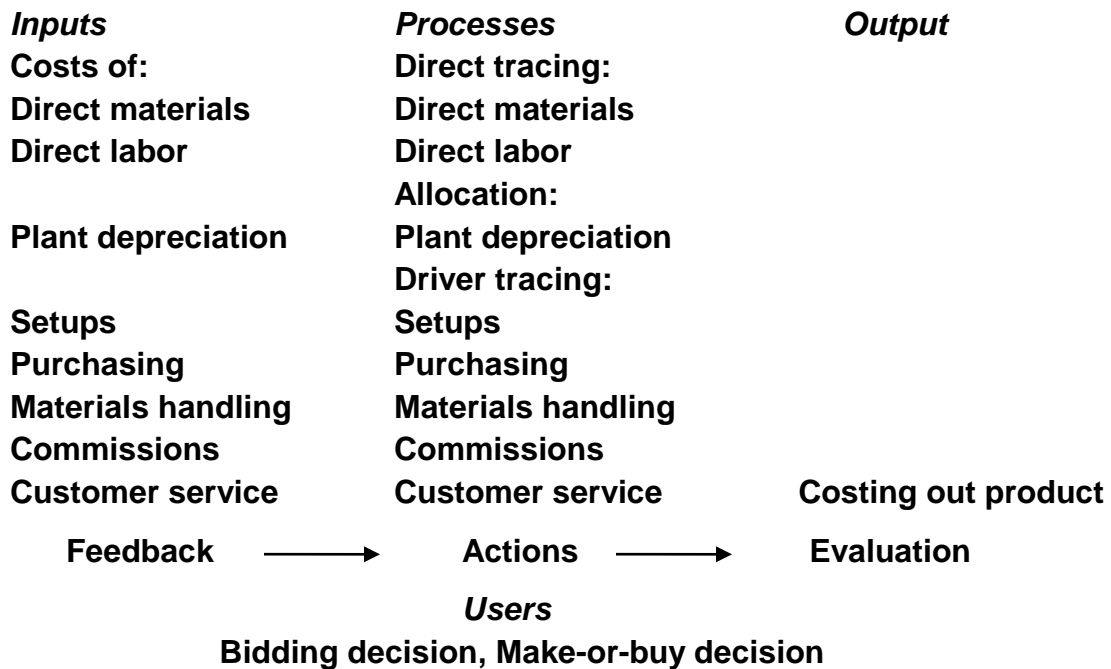 Inputs Processes Output
Costs of: Direct tracing:
Direct materials Direct materials
Direct labor Direct labor
Allocation:
Plant depreciation Plant depreciation
Driver tracing:
Setups Setups
Purchasing Purchasing
Materials handling Materials handling
Commissions Commissions
Customer service Customer service Costing out product
Feedback Actions Evaluation
Users
Bidding decision, Make-or-buy decision